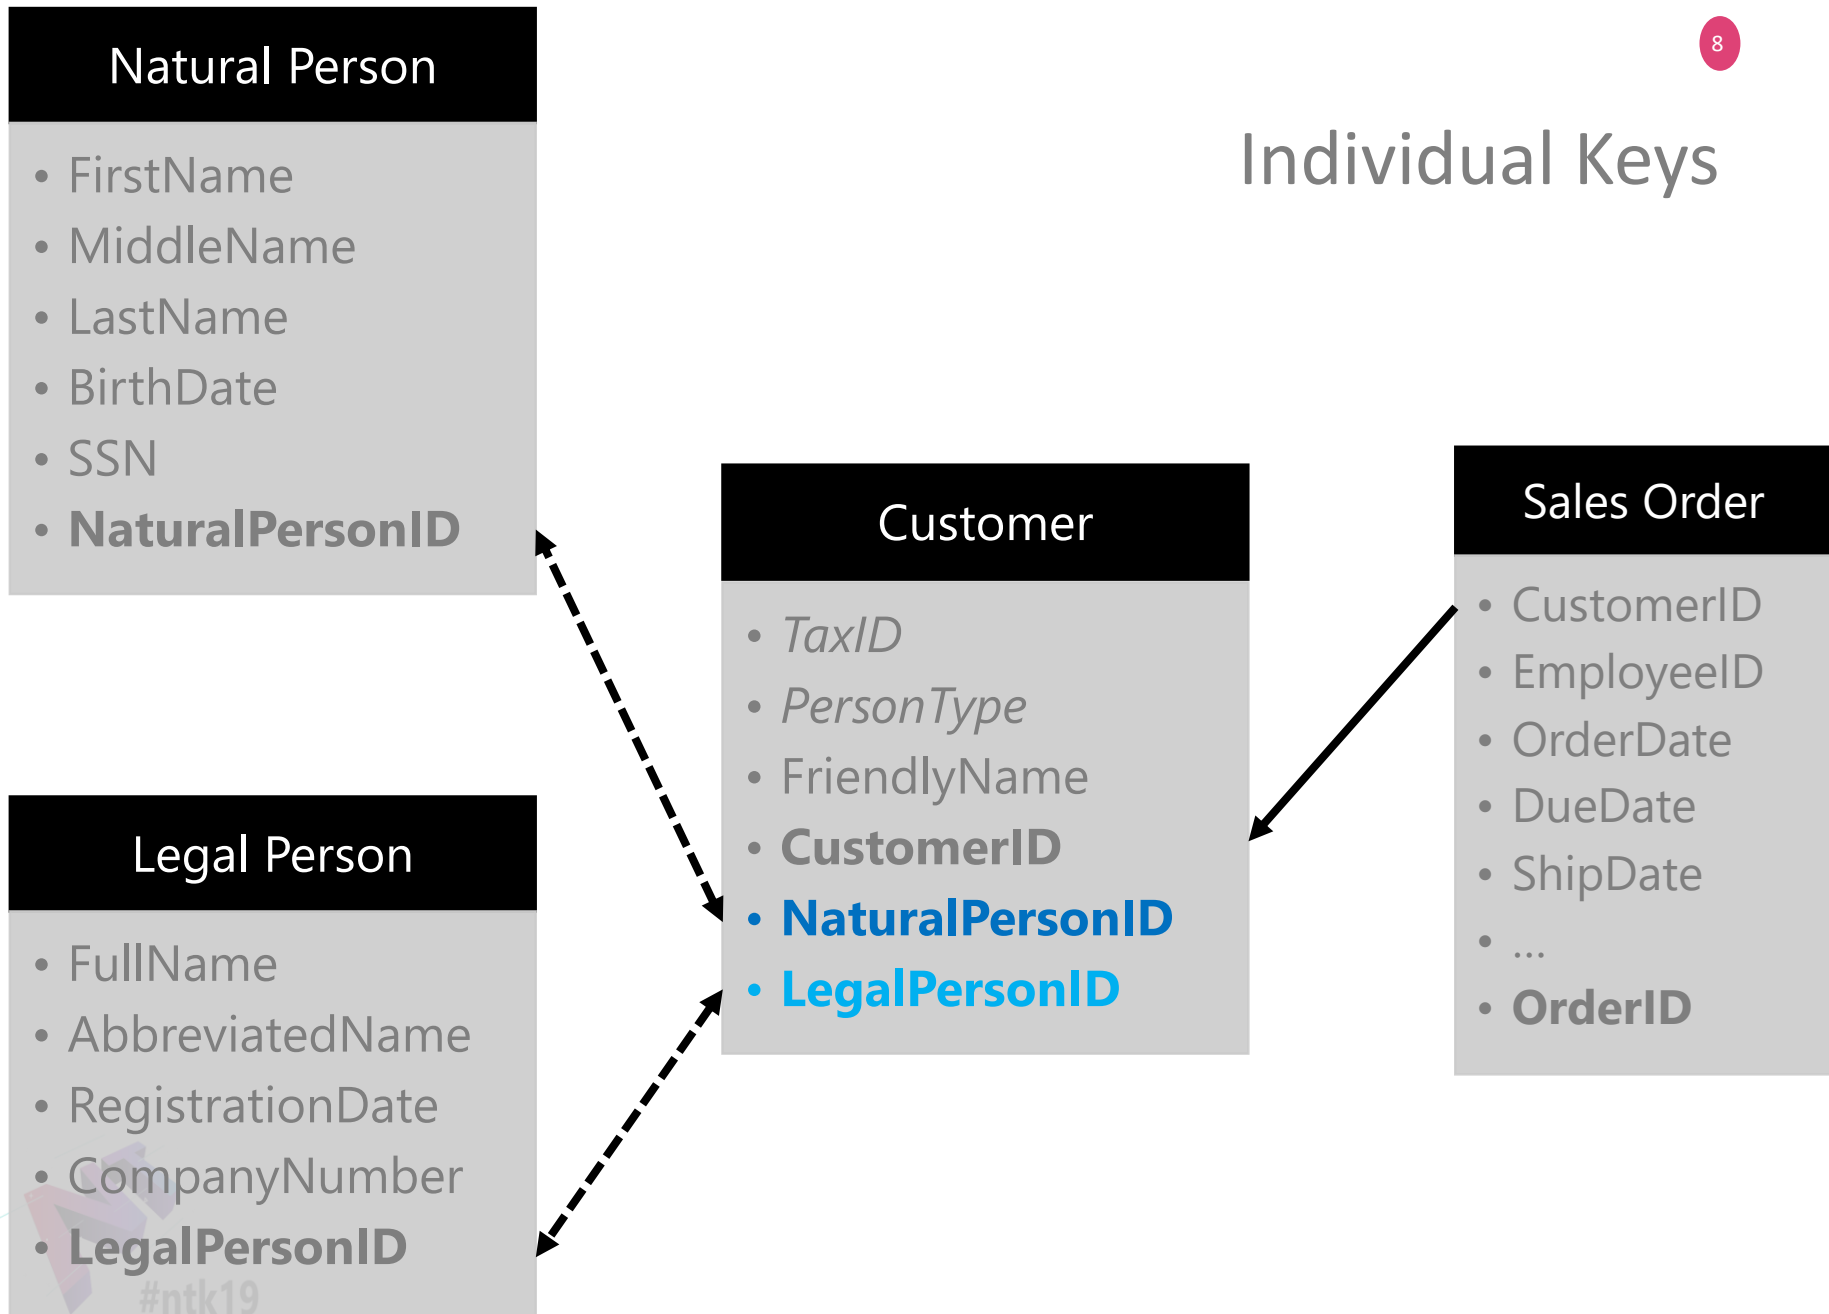 8
Individual Keys
Natural Person
• FirstName
• MiddleName
• LastName
• BirthDate
• SSN
• NaturalPersonID
Legal Person
• FullName
• AbbreviatedName
• RegistrationDate
• CompanyNumber
• LegalPersonID
#ntk19
Customer
• TaxID
• PersonType
• FriendlyName
• CustomerID
• NaturalPersonID
• LegalPersonID
Sales Order
• CustomerID
• EmployeeID
• OrderDate
• DueDate
• ShipDate
• ...
• OrderID